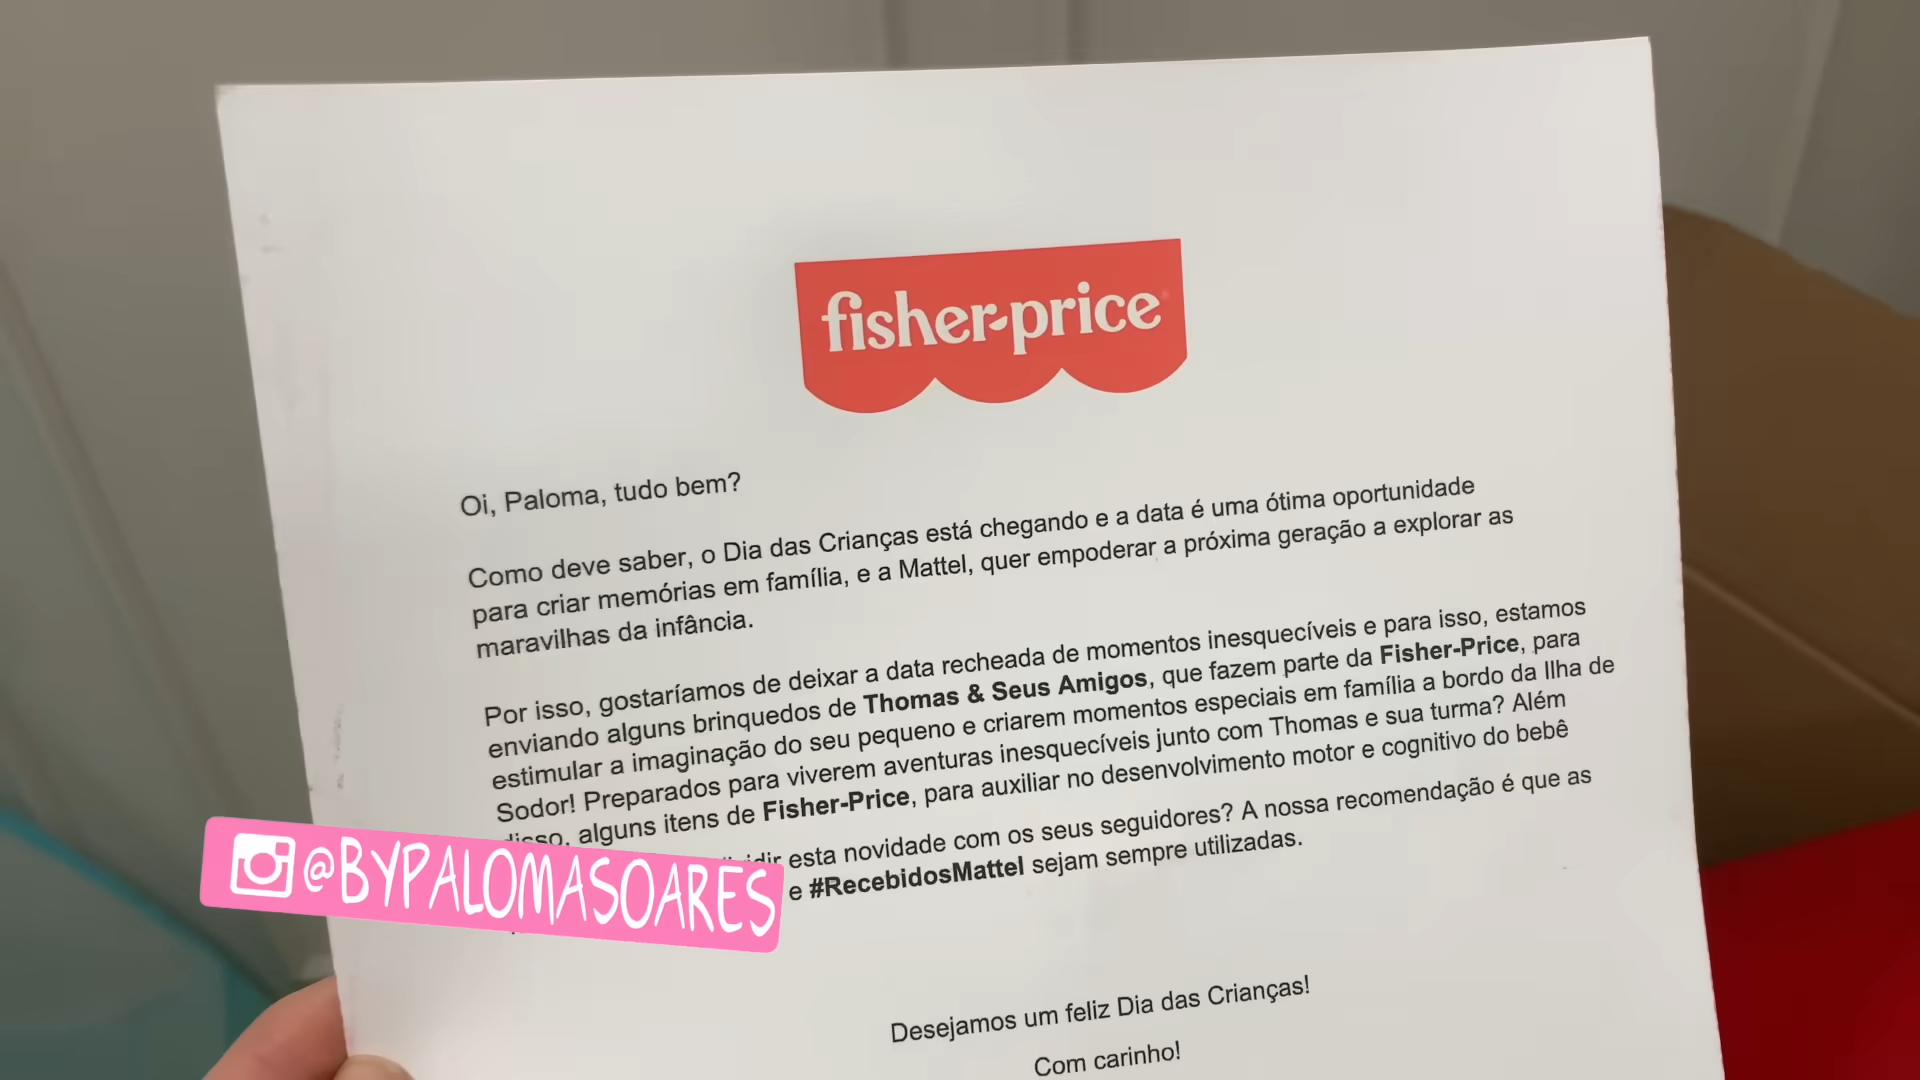 fisher-price
Oi, Paloma, tudo bem?
Como deve saber, o Dia das Crianças está chegando e a data é uma ótima oportunidade
para criar memórias em família, e a Mattel, quer empoderar a próxima geração a explorar as
maravilhas da infância.
Por isso, gostaríamos de deixar a data recheada de momentos inesquecíveis e para isso, estamos
enviando alguns brinquedos de Thomas & Seus Amigos, que fazem parte da Fisher-Price, para
estimular a imaginação do seu pequeno e criarem momentos especiais em família a bordo da Ilha de
Sodor! Preparados para viverem aventuras inesquecíveis junto com Thomas e sua turma? Além
disso, alguns itens de Fisher-Price, para auxiliar no desenvolvimento motor e cognitivo do bebê
esta novidade com os seus seguidores? A nossa recomendação é que as
e #RecebidosMattel sejam sempre utilizadas.
@BYPALOMASOARES
Desejamos um feliz Dia das Crianças!
Com carinho!